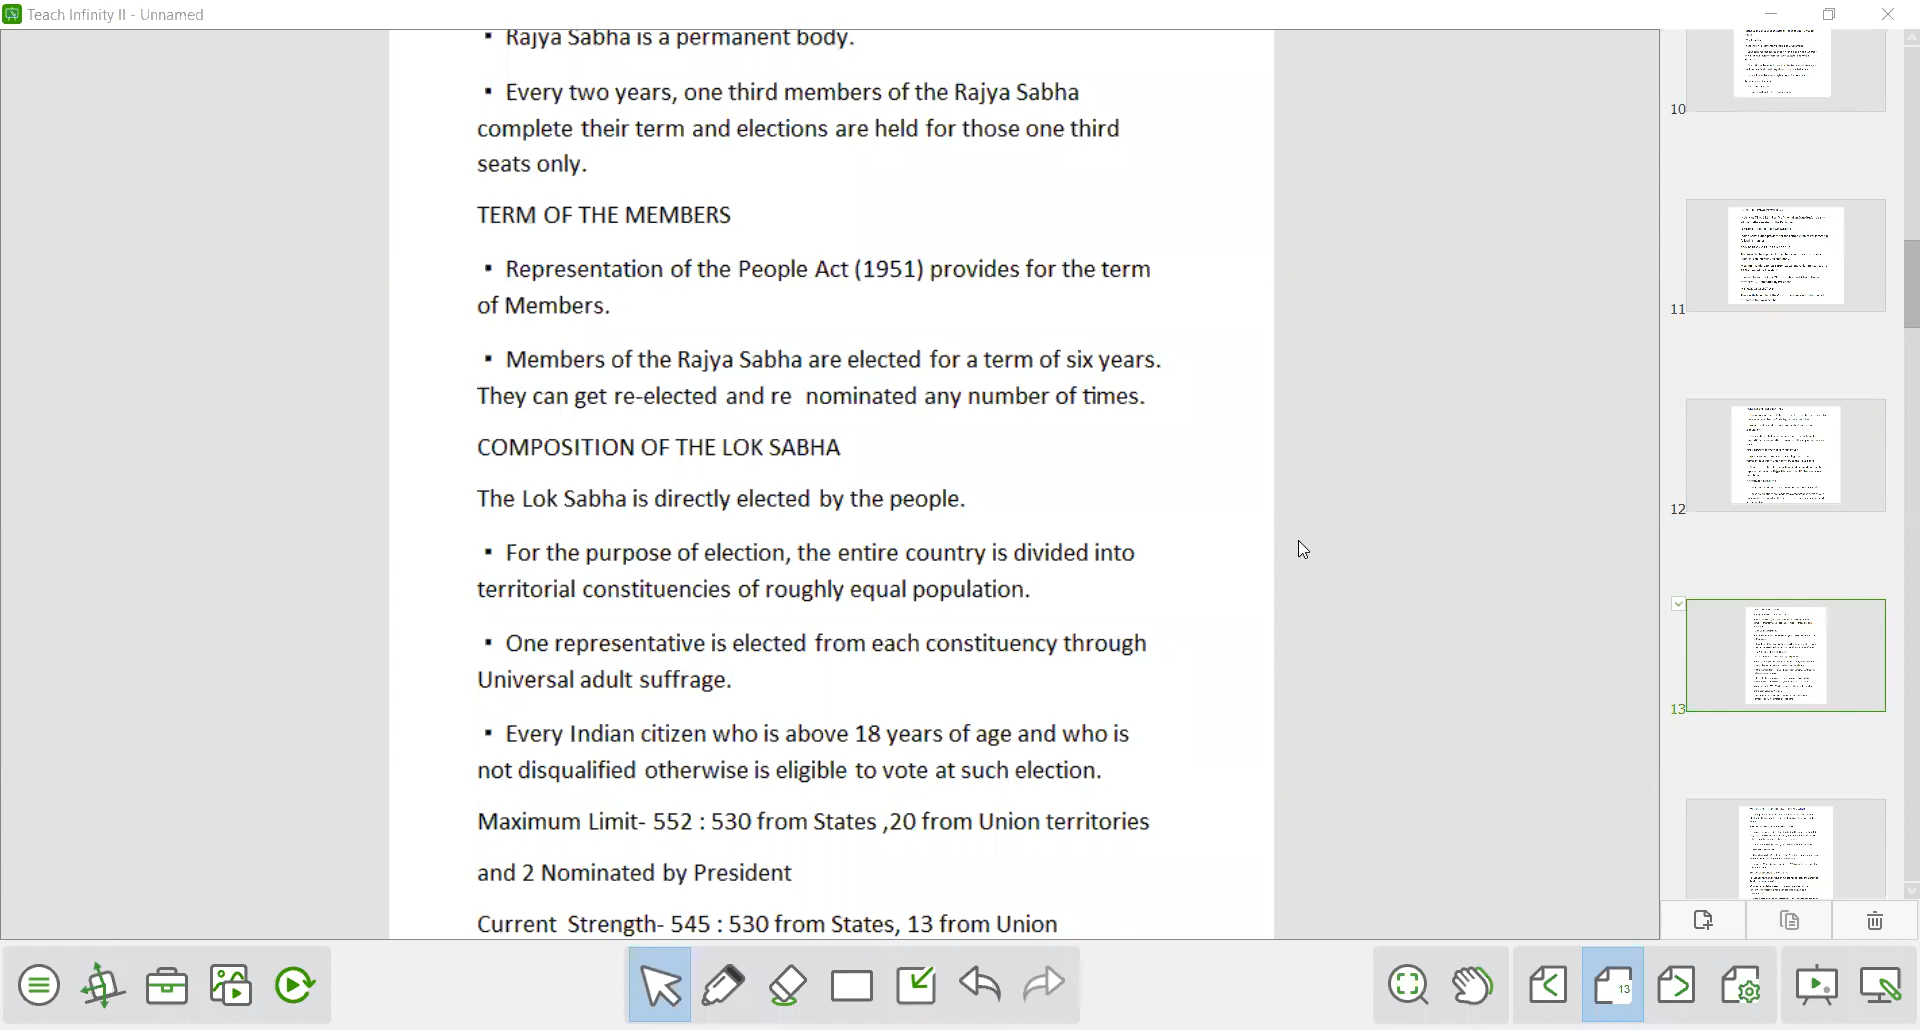 Teach Infinity II - Unnamed
▪ Rajya Sabha is a permanent body.
▪ Every two years, one third members of the Rajya Sabha
complete their term and elections are held for those one third
seats only.
TERM OF THE MEMBERS
▪ Representation of the People Act (1951) provides for the term
of Members.
▪ Members of the Rajya Sabha are elected for a term of six years.
They can get re-elected and re nominated any number of times.
COMPOSITION OF THE LOK SABHA
The Lok Sabha is directly elected by the people.
▪ For the purpose of election, the entire country is divided into
territorial constituencies of roughly equal population.
▪ One representative is elected from each constituency through
Universal adult suffrage.
▪ Every Indian citizen who is above 18 years of age and who is
not disqualified otherwise is eligible to vote at such election.
Maximum Limit- 552 : 530 from States ,20 from Union territories
and 2 Nominated by President
Current Strength- 545 : 530 from States, 13 from Union
10
11
12
13
13